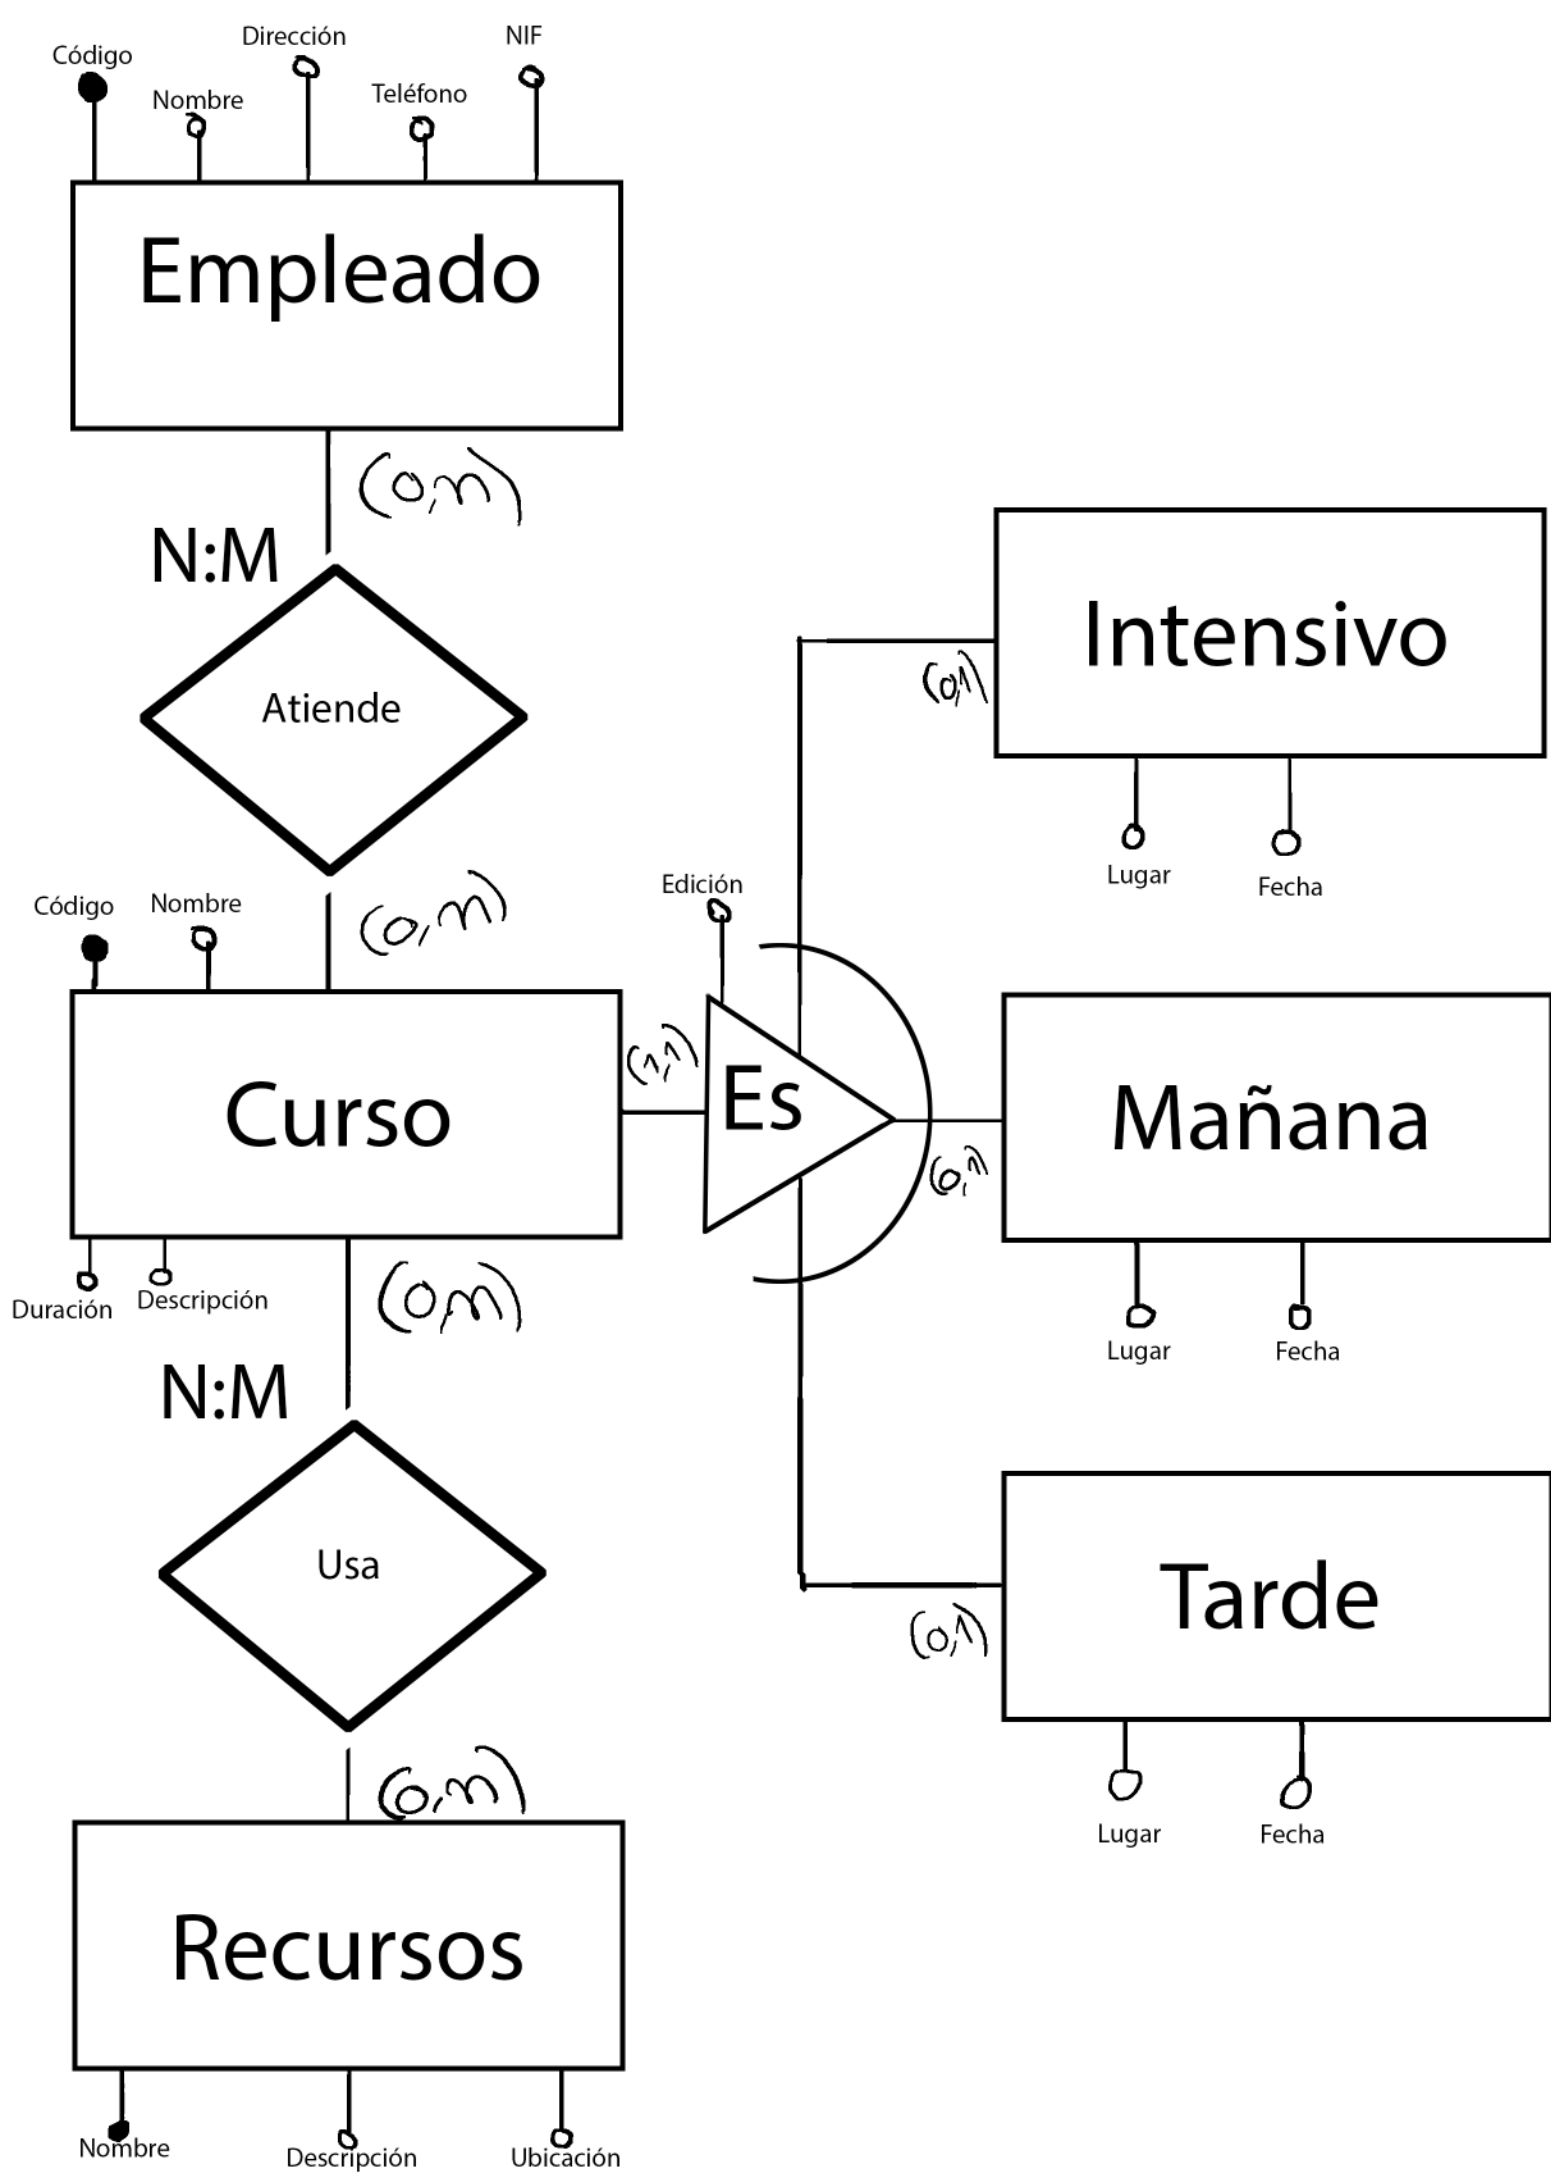 Código
Nombre
Dirección
Teléfono
NIF
Empleado
(0,n)
N:M
Atiende
(0,n)
Código
Nombre
Curso
Duración
Descripción
(1,1)
Edición
Es
(0,1)
Intensivo
Lugar
Fecha
(0,1)
Mañana
Lugar
Fecha
(0,1)
Tarde
Lugar
Fecha
(0,n)
N:M
Usa
(0,n)
Recursos
Nombre
Descripción
Ubicación